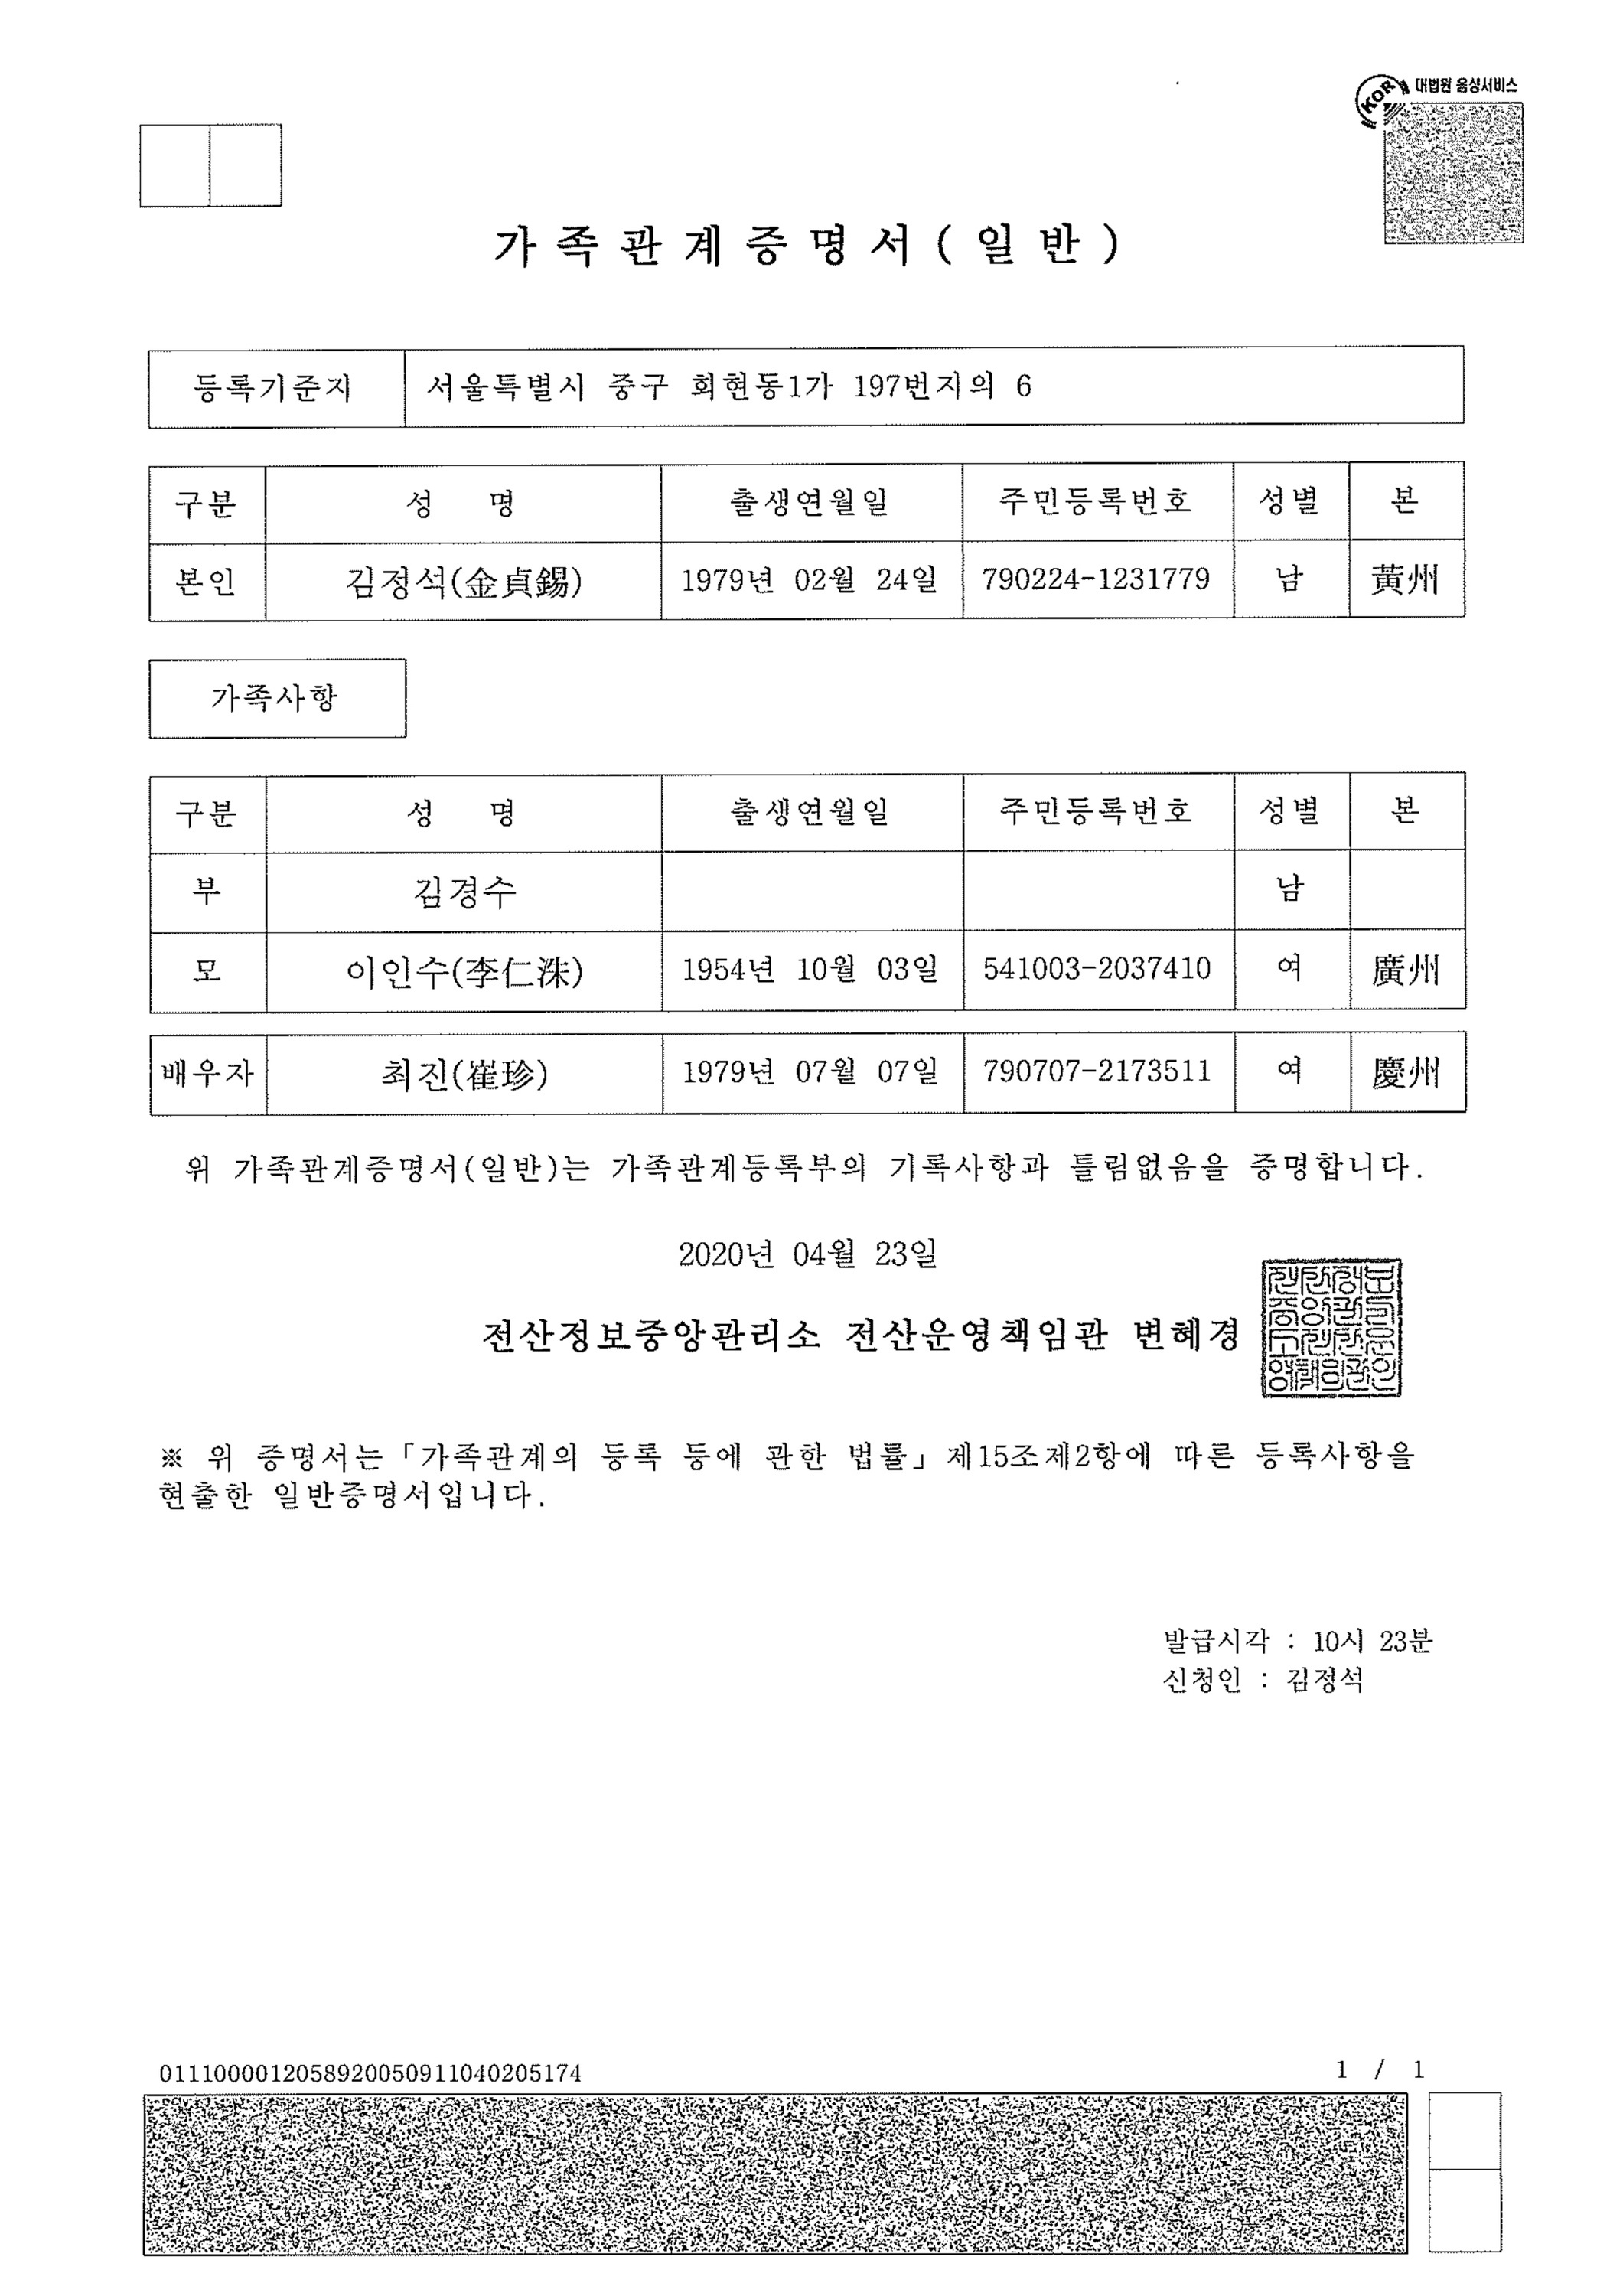 대법원 음성서비스
KOR
가족관계증명서(일반)
등록기준지 서울특별시 중구 회현동1가 197번지의 6
구분 성 명 출생연월일 주민등록번호 성별 본
본인 김정석(金貞錫) 1979년 02월 24일 790224-1231779 남 黃州
가족사항
구분 성 명 출생연월일 주민등록번호 성별 본
부 김경수 남
모 이인수(李仁洙) 1954년 10월 03일 541003-2037410 여 廣州
배우자 최진(崔珍) 1979년 07월 07일 790707-2173511 여 慶州
위 가족관계증명서(일반)는 가족관계등록부의 기록사항과 틀림없음을 증명합니다.
2020년 04월 23일
전산정보중앙관리소 전산운영책임관 변혜경
※ 위 증명서는「가족관계의 등록 등에 관한 법률」제15조제2항에 따른 등록사항을
현출한 일반증명서입니다.
발급시각 : 10시 23분
신청인 : 김정석
0111000012058920050911040205174
1 / 1